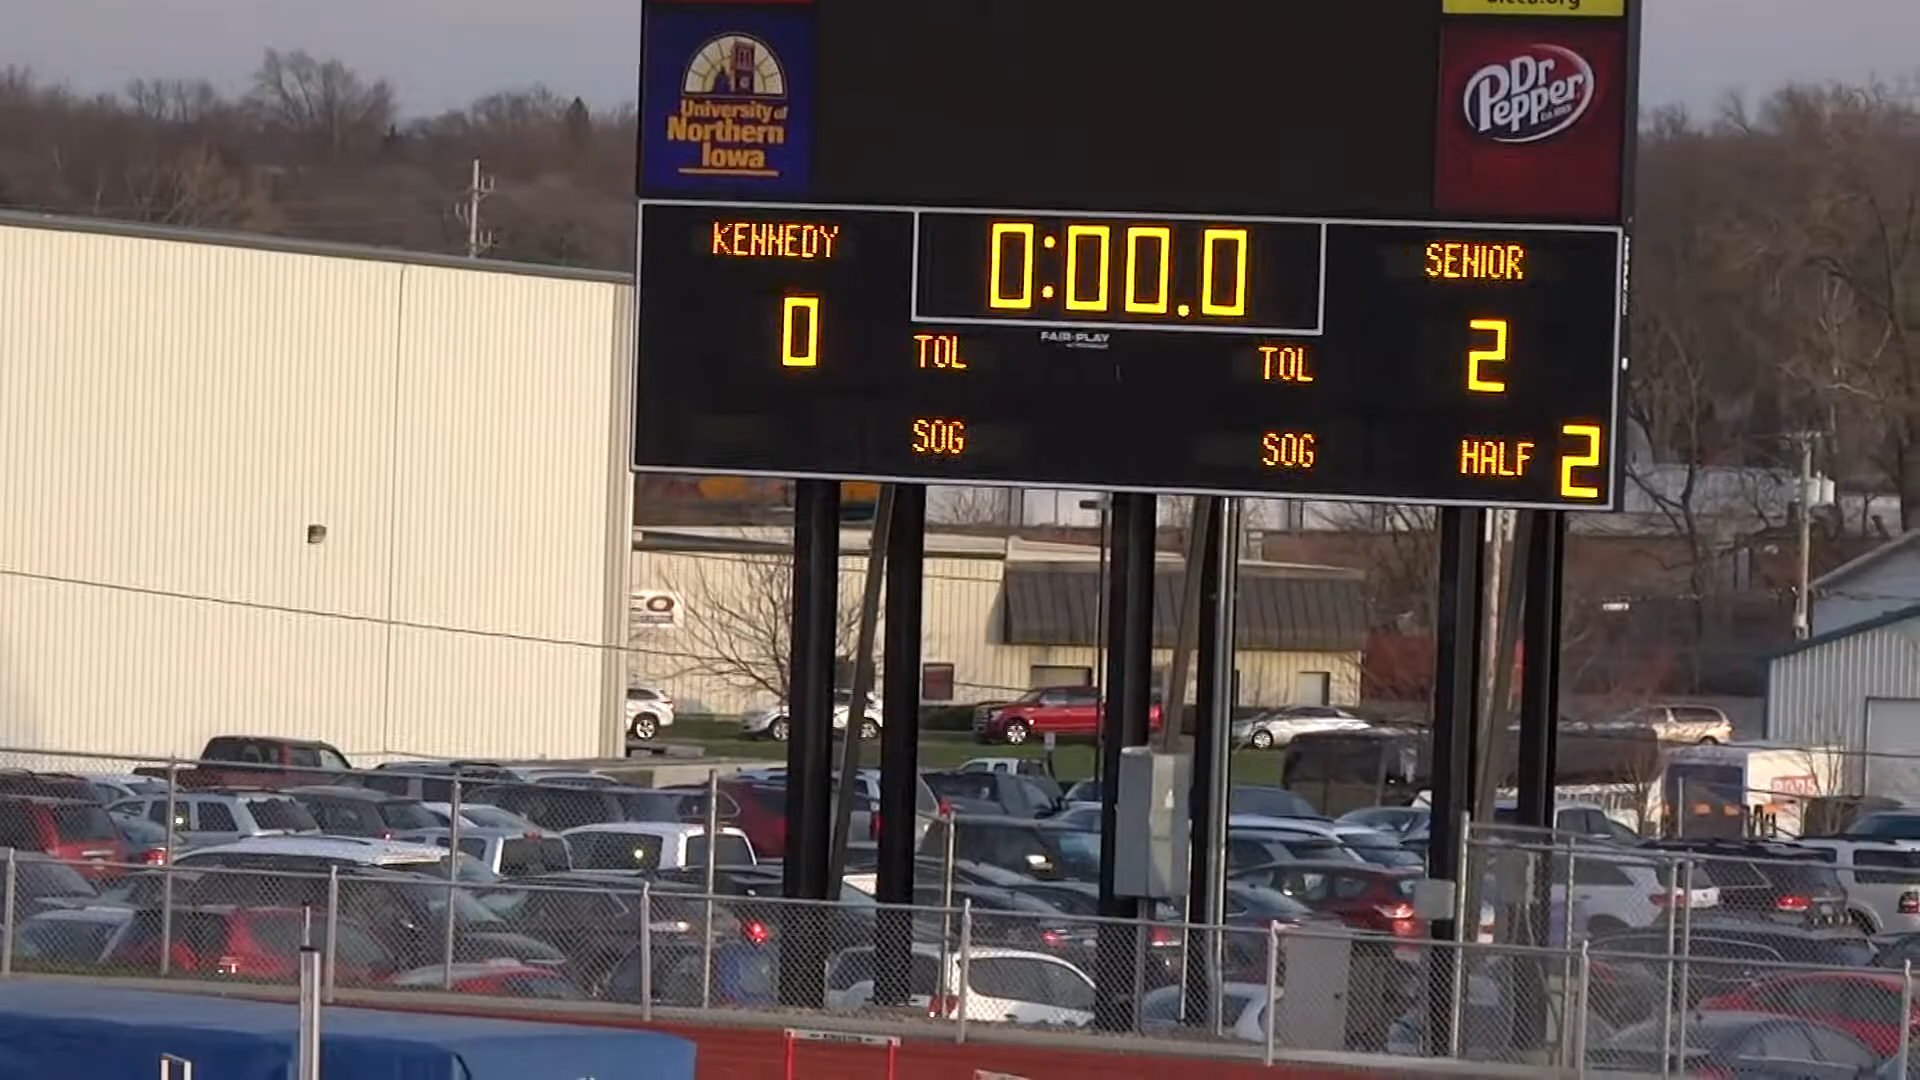 University of
Northern
Iowa
Dr
Pepper
KENNEDY
0:00.0
SENIOR
0
2
FAIR-PLAY
TOL
TOL
SOG
SOG
HALF 2